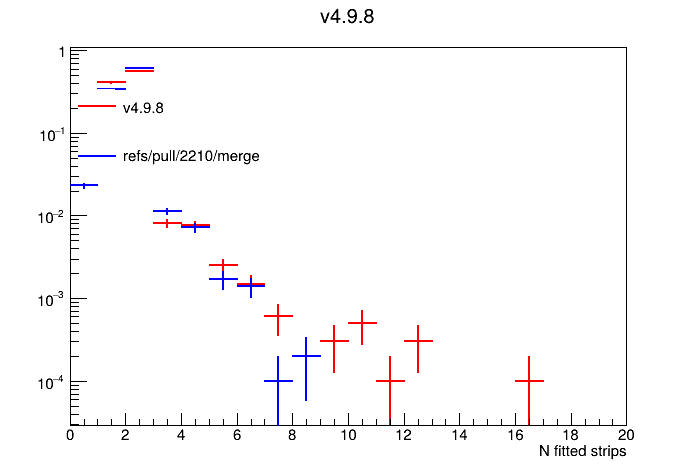 v4.9.8
1
v4.9.8
10⁻¹
refs/pull/2210/merge
10⁻²
10⁻³
10⁻⁴
0 2 4 6 8 10 12 14 16 18 20
N fitted strips